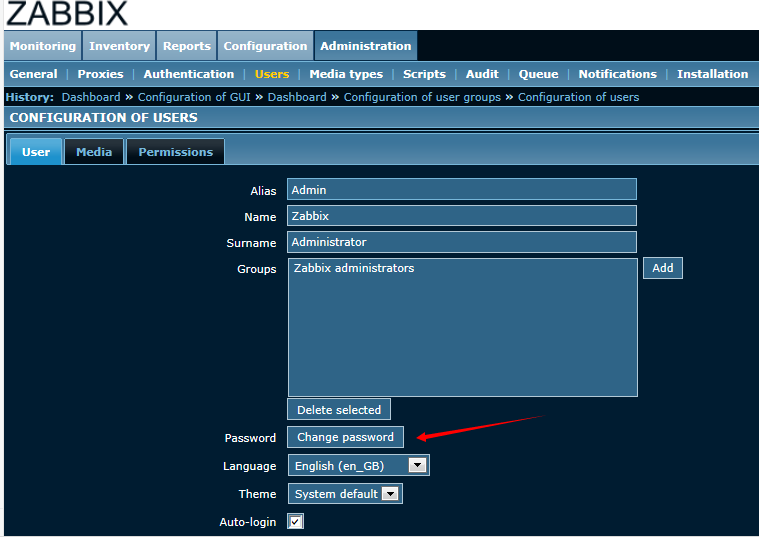 ZABBIX
Monitoring Inventory Reports Configuration Administration
General | Proxies | Authentication | Users | Media types | Scripts | Audit | Queue | Notifications | Installation
History: Dashboard » Configuration of GUI » Dashboard » Configuration of user groups » Configuration of users
CONFIGURATION OF USERS
User Media Permissions
Alias Admin
Name Zabbix
Surname Administrator
Groups Zabbix administrators Add
Delete selected
Password Change password
Language English (en_GB)
Theme System default
Auto-login